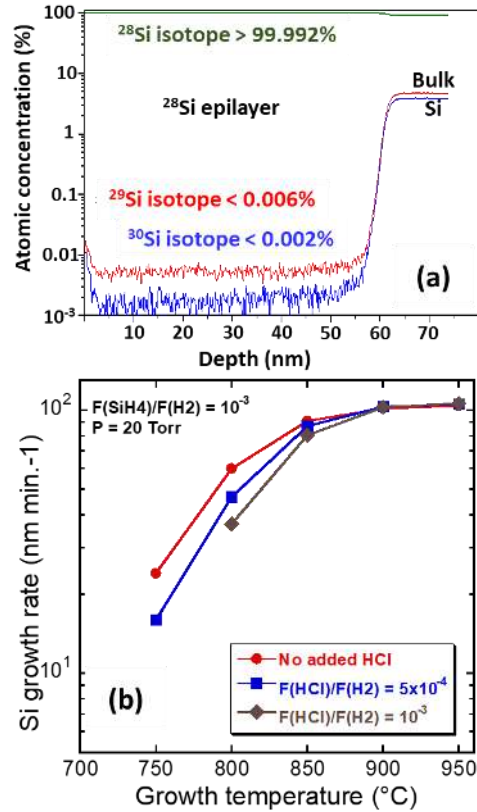 100
10
1
0.1
0.01
10⁻³
Atomic concentration (%)
²⁸Si isotope > 99.992%
Bulk
Si
²⁸Si epilayer
²⁹Si isotope < 0.006%
³⁰Si isotope < 0.002%
(a)
0 10 20 30 40 50 60 70
Depth (nm)
10²
10¹
Si growth rate (nm min.-1)
F(SiH4)/F(H2) = 10⁻³
P = 20 Torr
(b)
No added HCl
F(HCl)/F(H2) = 5x10⁻⁴
F(HCl)/F(H2) = 10⁻³
700 750 800 850 900 950
Growth temperature (°C)